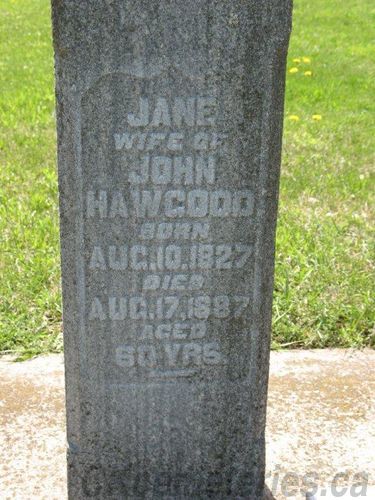 JANE
WIFE OF
JOHN
HAWGOOD
BORN
AUG.10,1827
DIED
AUG.17,1887
AGED
60 YRS.